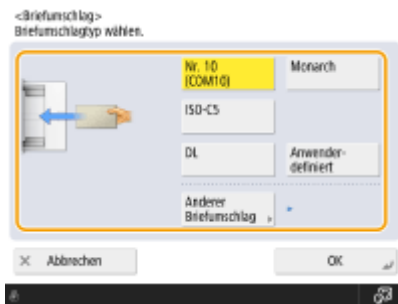 <Briefumschlag>
Briefumschlagtyp wählen.
Nr. 10
(COM10)
Monarch
ISO-C5
DL
Anwender-
definiert
Anderer
Briefumschlag
Abbrechen
OK